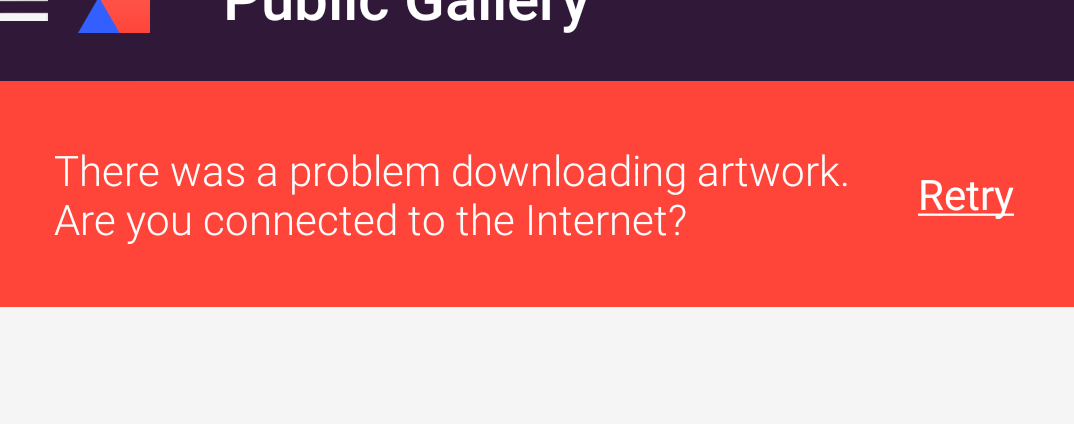 Public Gallery
There was a problem downloading artwork.
Are you connected to the Internet?
Retry